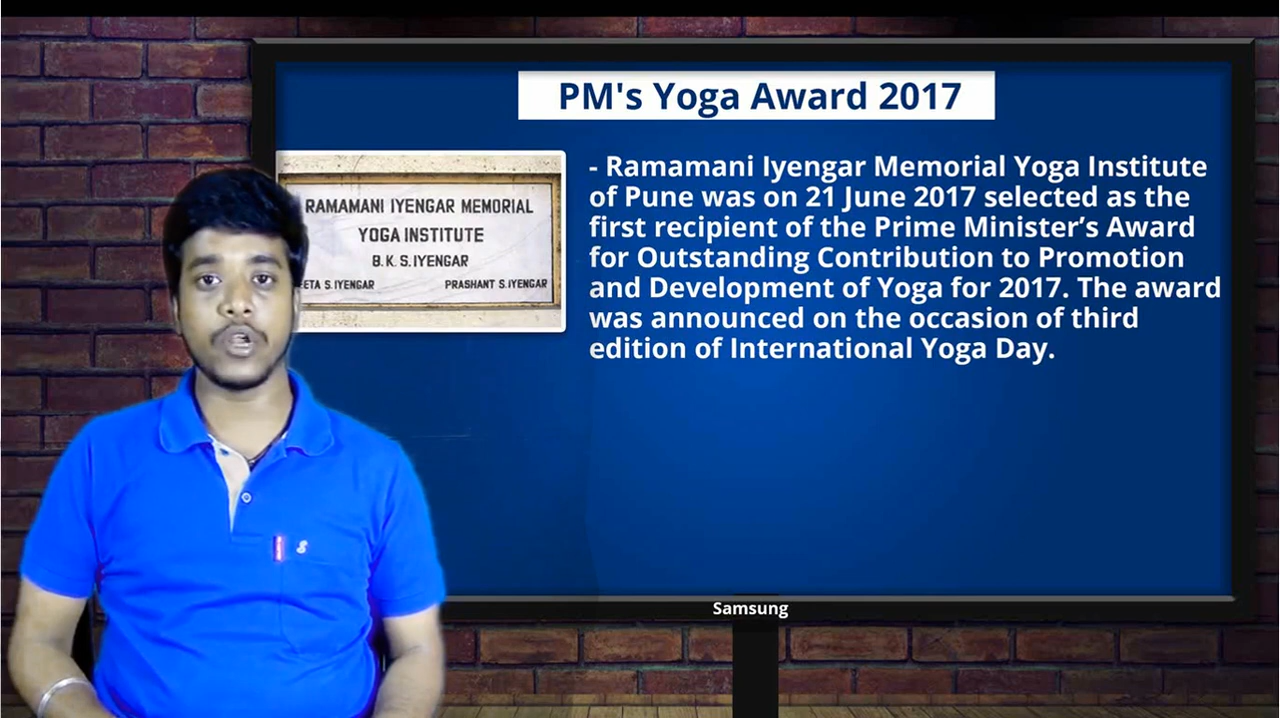 PM's Yoga Award 2017
RAMAMANI IYENGAR MEMORIAL
YOGA INSTITUTE
B.K.S. IYENGAR
EETA S. IYENGAR PRASHANT S. IYENGAR
- Ramamani Iyengar Memorial Yoga Institute
of Pune was on 21 June 2017 selected as the
first recipient of the Prime Minister’s Award
for Outstanding Contribution to Promotion
and Development of Yoga for 2017. The award
was announced on the occasion of third
edition of International Yoga Day.
Samsung